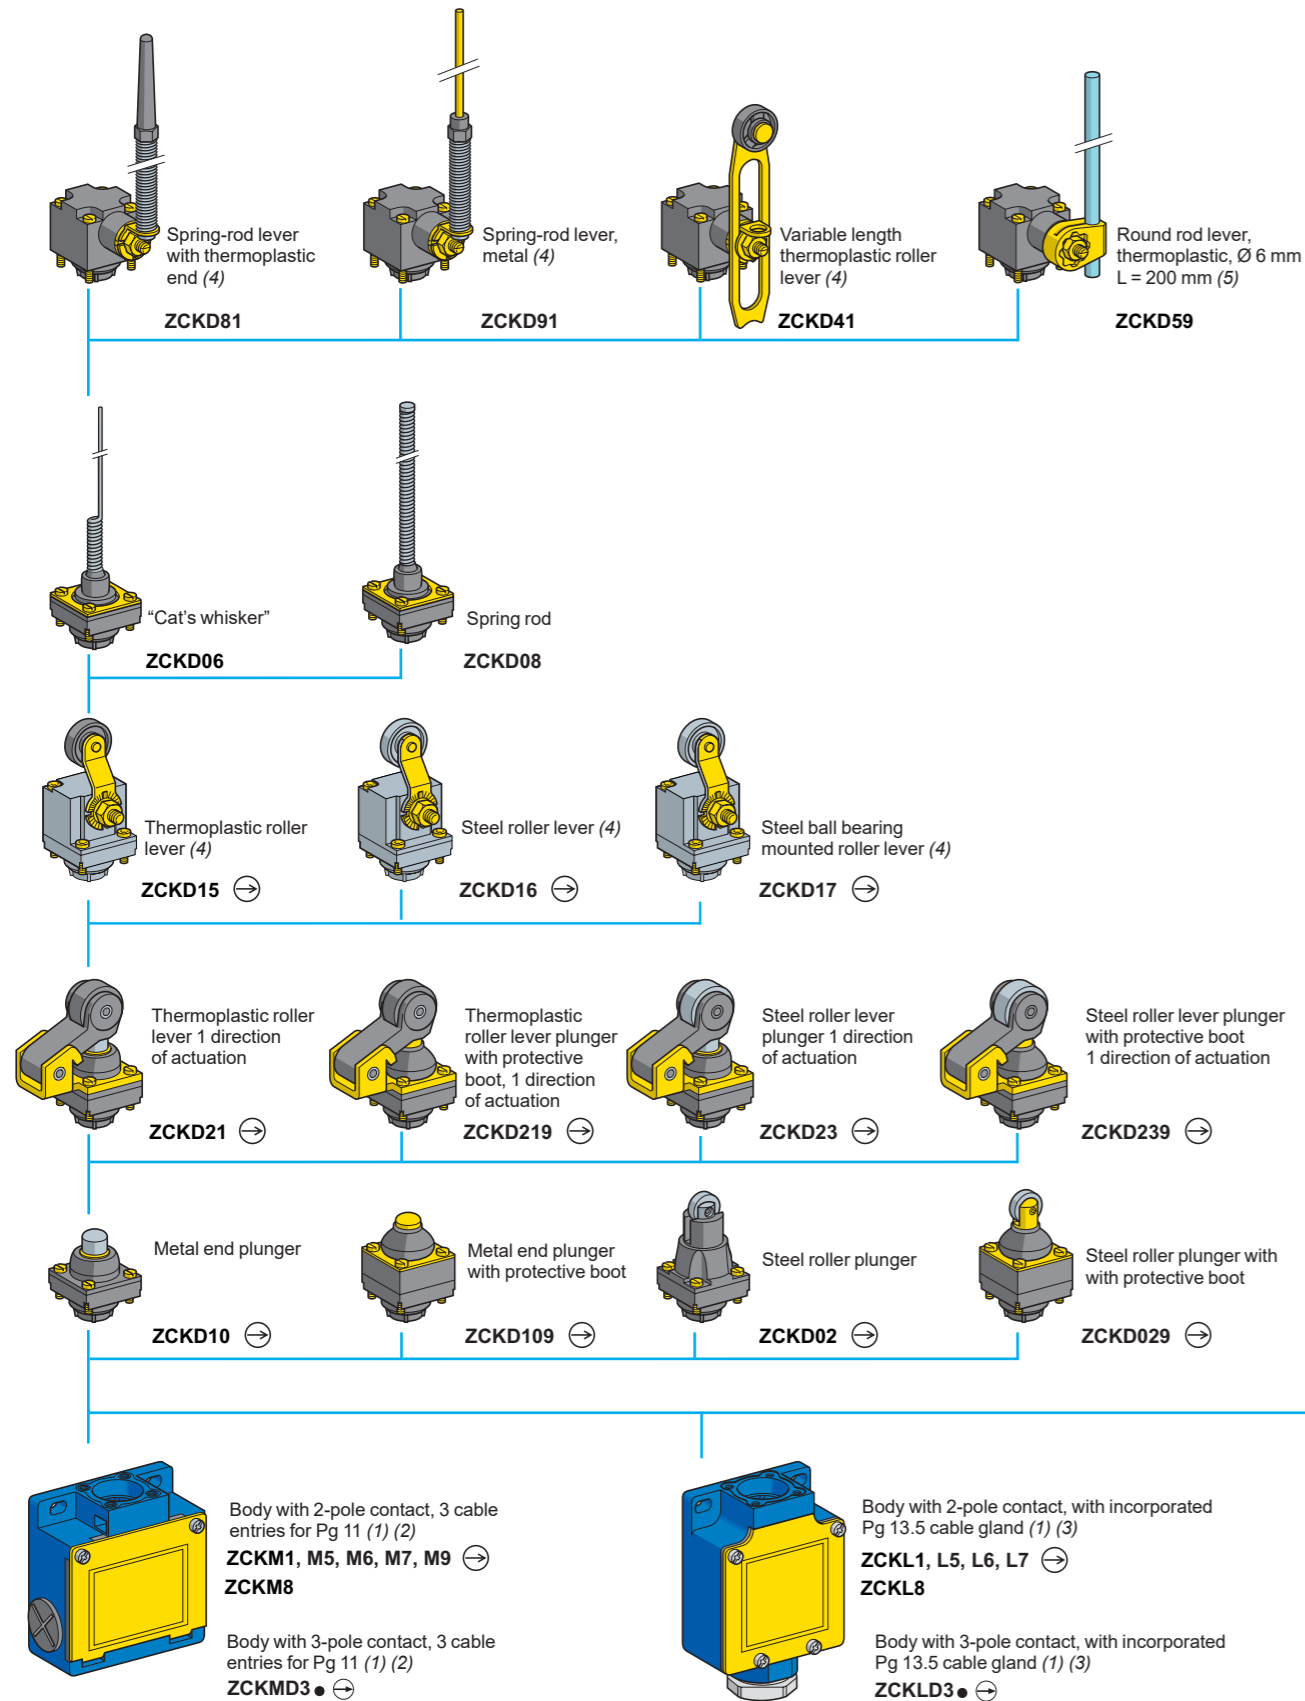 Spring-rod lever
with thermoplastic
end (4)
ZCKD81
Spring-rod lever,
metal (4)
ZCKD91
Variable length
thermoplastic roller
lever (4)
ZCKD41
Round rod lever,
thermoplastic, Ø 6 mm
L = 200 mm (5)
ZCKD59
“Cat's whisker”
ZCKD06
Spring rod
ZCKD08
Thermoplastic roller
lever (4)
ZCKD15
Steel roller lever (4)
ZCKD16
Steel ball bearing
mounted roller lever (4)
ZCKD17
Thermoplastic roller
lever 1 direction
of actuation
ZCKD21
Thermoplastic
roller lever plunger
with protective
boot, 1 direction
of actuation
ZCKD219
Steel roller lever
plunger 1 direction
of actuation
ZCKD23
Steel roller lever plunger
with protective boot
1 direction of actuation
ZCKD239
Metal end plunger
ZCKD10
Metal end plunger
with protective boot
ZCKD109
Steel roller plunger
ZCKD02
Steel roller plunger with
with protective boot
ZCKD029
Body with 2-pole contact, 3 cable
entries for Pg 11 (1) (2)
ZCKM1, M5, M6, M7, M9
ZCKM8
Body with 3-pole contact, 3 cable
entries for Pg 11 (1) (2)
ZCKMD3●
Body with 2-pole contact, with incorporated
Pg 13.5 cable gland (1) (3)
ZCKL1, L5, L6, L7
ZCKL8
Body with 3-pole contact, with incorporated
Pg 13.5 cable gland (1) (3)
ZCKLD3●